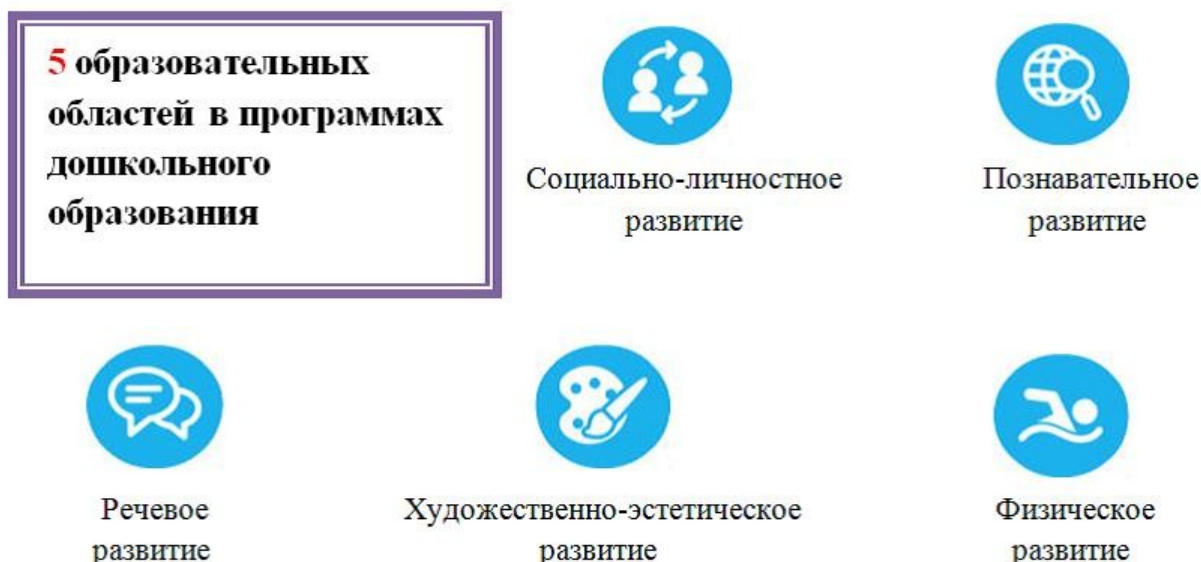 5 образовательных
областей в программах
дошкольного
образования
Социально-личностное
развитие
Познавательное
развитие
Речевое
развитие
Художественно-эстетическое
развитие
Физическое
развитие